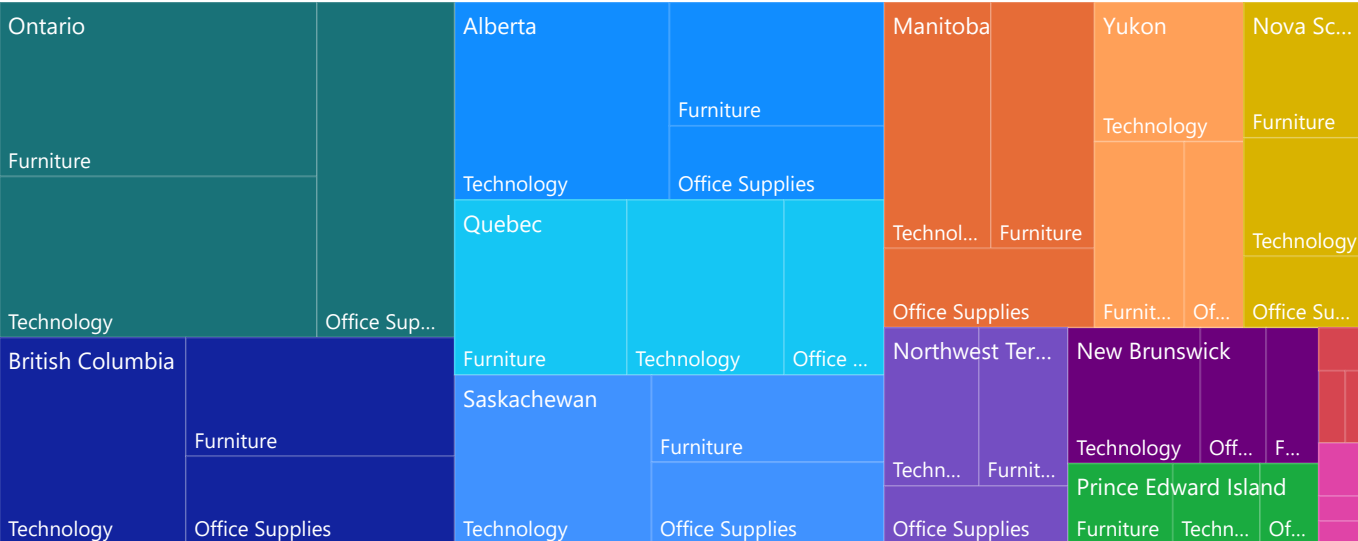 Ontario
Furniture
Technology
Office Sup...
British Columbia
Technology
Furniture
Office Supplies
Alberta
Technology
Furniture
Office Supplies
Quebec
Furniture
Technology
Office ...
Saskachewan
Technology
Furniture
Office Supplies
Manitoba
Technol...
Furniture
Office Supplies
Yukon
Technology
Furnit...
Of...
Nova Sc...
Furniture
Technology
Office Su...
Northwest Ter...
Techn...
Furnit...
Office Supplies
New Brunswick
Technology
Off...
F...
Prince Edward Island
Furniture
Techn...
Of...